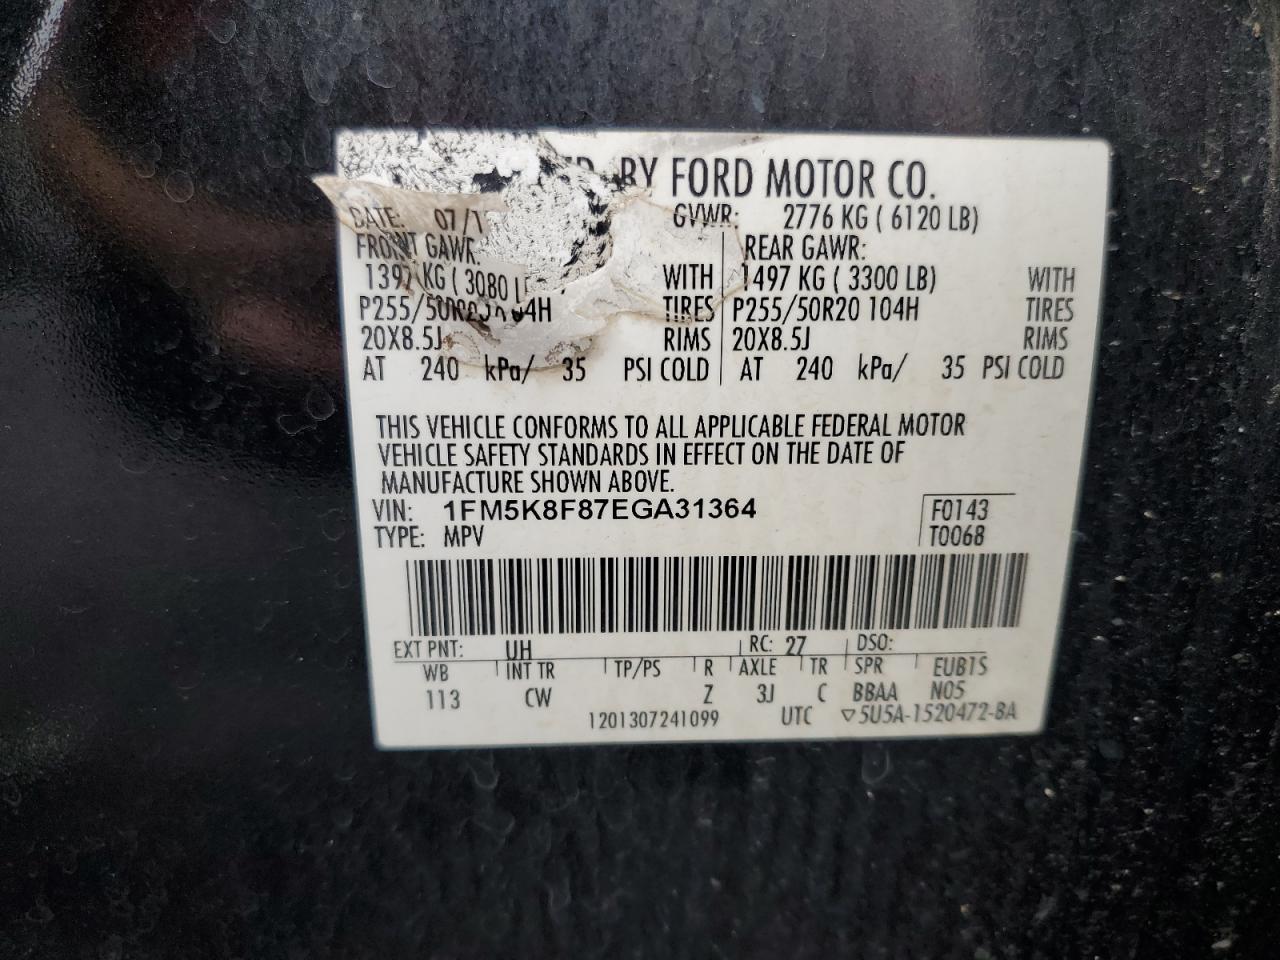 BY FORD MOTOR CO.
DATE: 07/1 GVWR: 2776 KG ( 6120 LB)
FRONT GAWR: REAR GAWR:
1397 KG ( 3080 WITH 1497 KG ( 3300 LB) WITH
TIRES P255/50R20 104H TIRES
20X8.5J RIMS 20X8.5J RIMS
AT 240 kPa/ 35 PSI COLD AT 240 kPa/ 35 PSI COLD
THIS VEHICLE CONFORMS TO ALL APPLICABLE FEDERAL MOTOR
VEHICLE SAFETY STANDARDS IN EFFECT ON THE DATE OF
MANUFACTURE SHOWN ABOVE.
VIN: 1FM5K8F87EGA31364 F0143
TYPE: MPV T0068
EXT PNT: UH RC: 27 DSO:
WB INT TR TP/PS R AXLE TR SPR EUB1S
113 CW Z 3J C BBAA N05
1201307241099 UTC ▽5U5A-1520472-BA